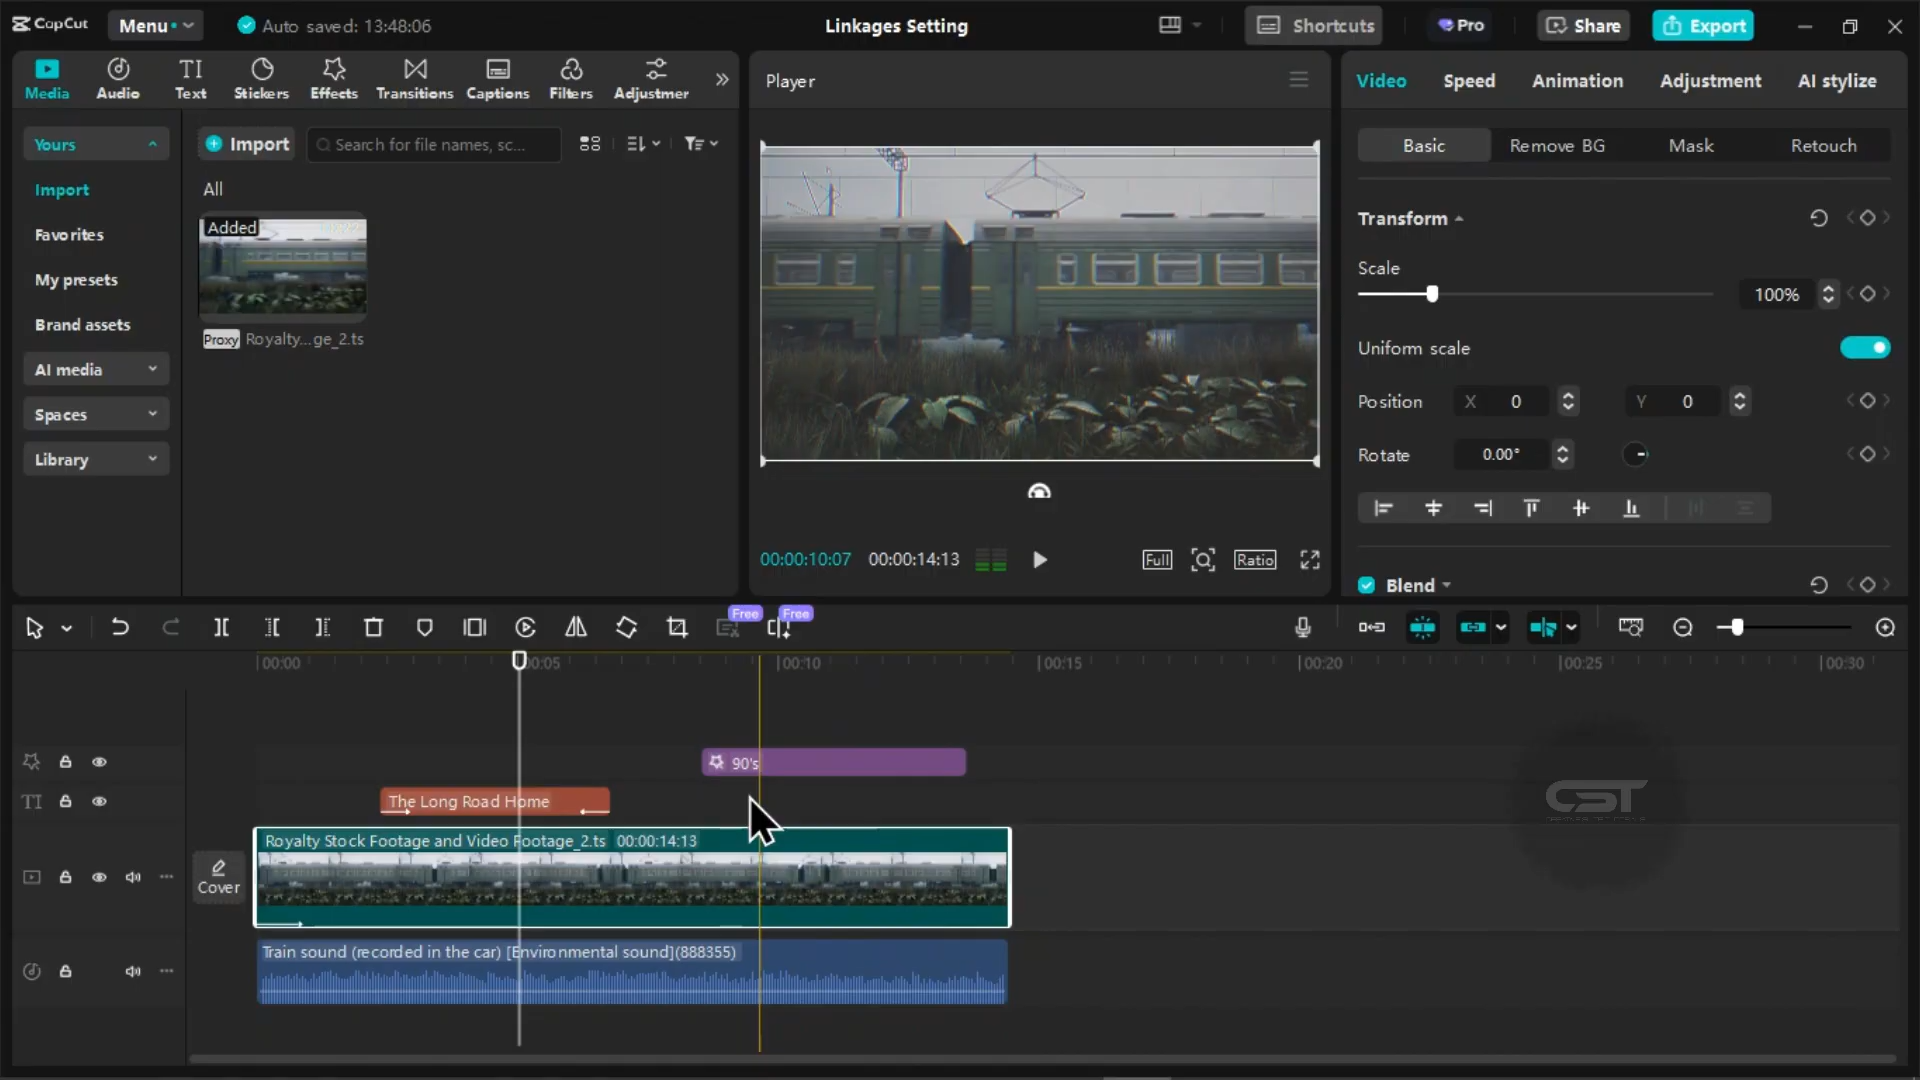 CapCut
Menu
Auto saved: 13:48:06
Linkages Setting
Shortcuts
Pro
Share
Export
Media
Audio
Text
Stickers
Effects
Transitions
Captions
Filters
Adjustmer
Player
Video
Speed
Animation
Adjustment
AI stylize
Yours
Import
Search for file names, sc...
Basic
Remove BG
Mask
Retouch
Import
All
Favorites
Added
My presets
Brand assets
Proxy
Royalty...ge_2.ts
AI media
Spaces
Library
Transform
Scale
100%
Uniform scale
Position
X 0
Y 0
Rotate
0.00°
00:00:10:07
00:00:14:13
Full
Ratio
Blend
Free
Free
00:00
00:05
00:10
00:15
00:20
00:25
00:30
90's
The Long Road Home
Royalty Stock Footage and Video Footage_2.ts 00:00:14:13
Cover
Train sound (recorded in the car) [Environmental sound](888355)
CST